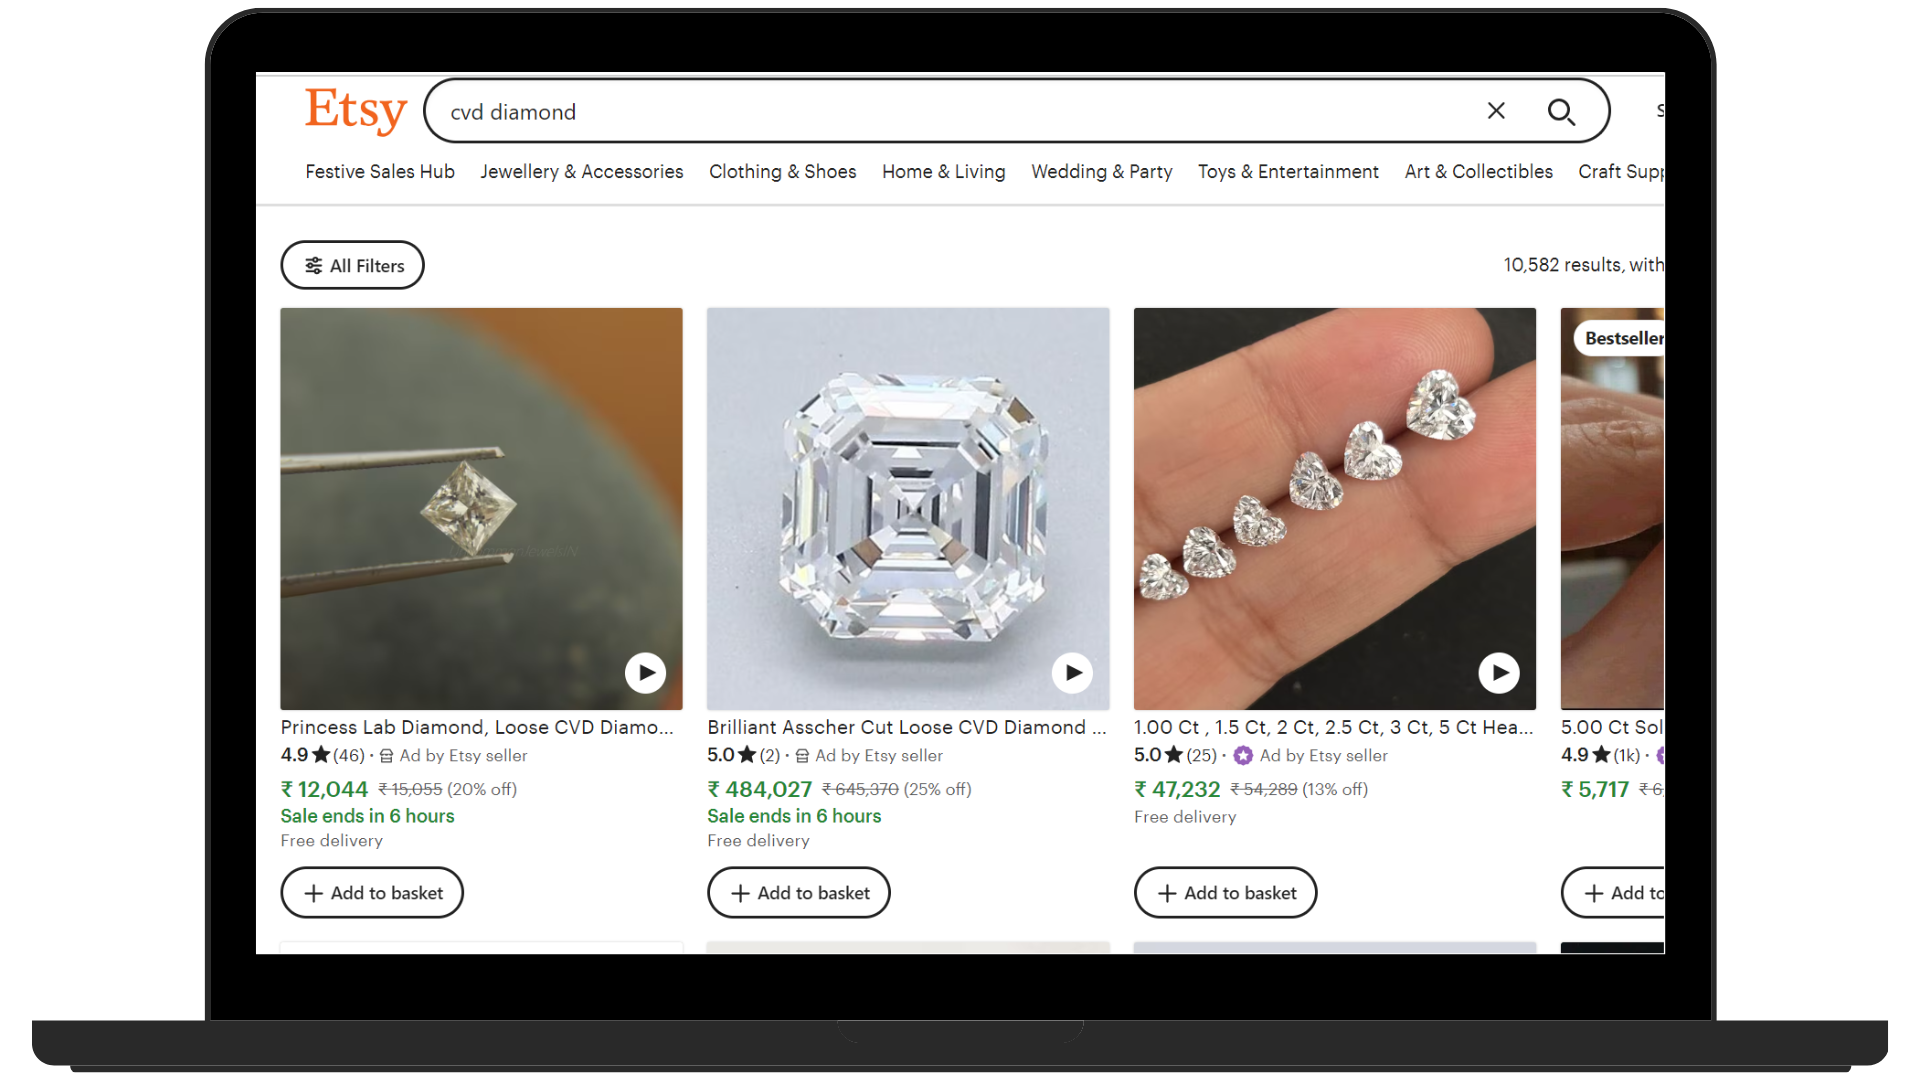 Etsy
cvd diamond
Festive Sales Hub
Jewellery & Accessories
Clothing & Shoes
Home & Living
Wedding & Party
Toys & Entertainment
Art & Collectibles
Craft Supp
All Filters
10,582 results, with
Bestseller
Princess Lab Diamond, Loose CVD Diamo...
4.9★(46) · Ad by Etsy seller
₹ 12,044 ₹ 15,055 (20% off)
Sale ends in 6 hours
Free delivery
+ Add to basket
Brilliant Asscher Cut Loose CVD Diamond ...
5.0★(2) · Ad by Etsy seller
₹ 484,027 ₹ 645,370 (25% off)
Sale ends in 6 hours
Free delivery
+ Add to basket
1.00 Ct , 1.5 Ct, 2 Ct, 2.5 Ct, 3 Ct, 5 Ct Hea...
5.0★(25) · Ad by Etsy seller
₹ 47,232 ₹ 54,289 (13% off)
Free delivery
+ Add to basket
5.00 Ct Sol
4.9★(1k) ·
₹ 5,717 ₹ 6,
+ Add to